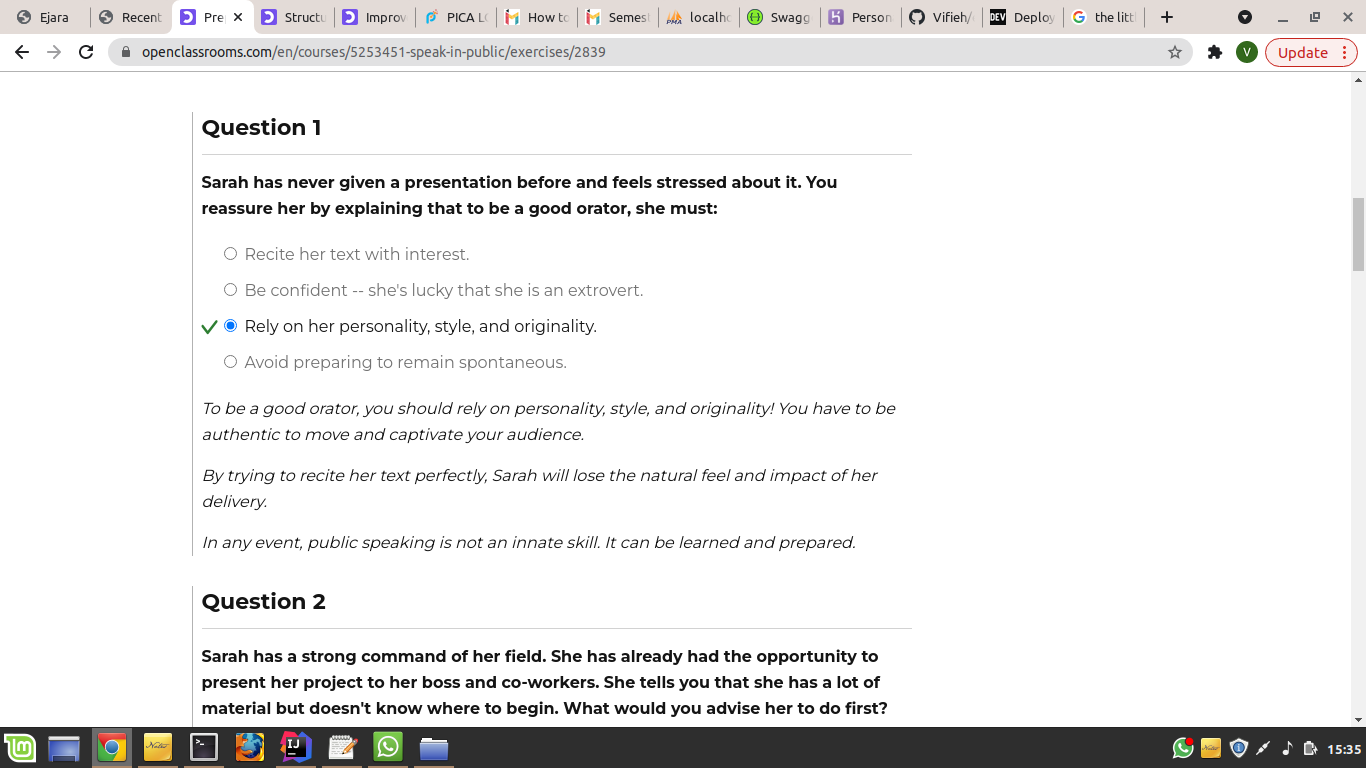 Ejara
Recent
Pre
Structu
Improv
PICA L
How to
Semest
localho
Swagg
Person
Vifieh/
DEV
Deploy
the litt
openclassrooms.com/en/courses/5253451-speak-in-public/exercises/2839
V
Update
Question 1
Sarah has never given a presentation before and feels stressed about it. You
reassure her by explaining that to be a good orator, she must:
Recite her text with interest.
Be confident -- she's lucky that she is an extrovert.
Rely on her personality, style, and originality.
Avoid preparing to remain spontaneous.
To be a good orator, you should rely on personality, style, and originality! You have to be
authentic to move and captivate your audience.
By trying to recite her text perfectly, Sarah will lose the natural feel and impact of her
delivery.
In any event, public speaking is not an innate skill. It can be learned and prepared.
Question 2
Sarah has a strong command of her field. She has already had the opportunity to
present her project to her boss and co-workers. She tells you that she has a lot of
material but doesn't know where to begin. What would you advise her to do first?
15:35